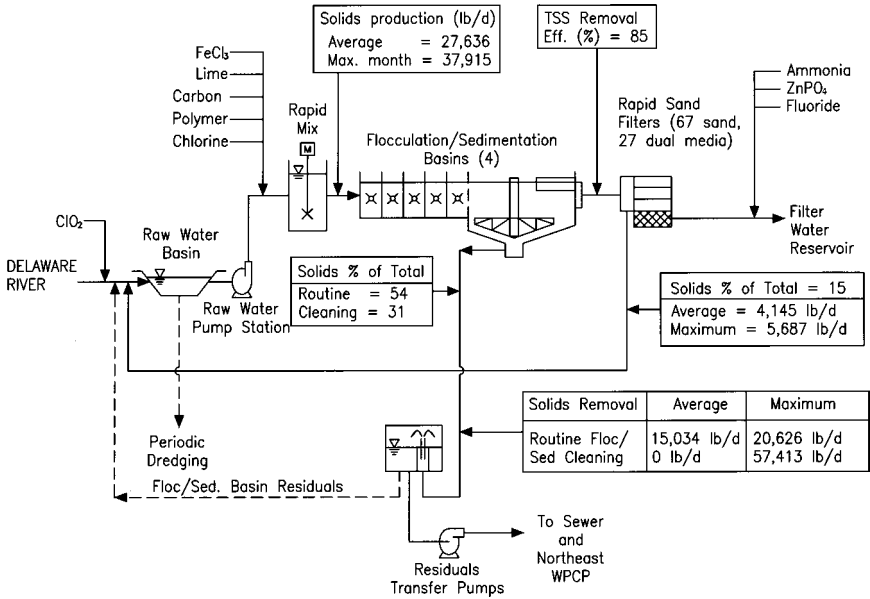 FeCl₃
Lime
Carbon
Polymer
Chlorine
Solids production (lb/d)
Average = 27,636
Max. month = 37,915
TSS Removal
Eff. (%) = 85
Rapid
Mix
M
Flocculation/Sedimentation
Basins (4)
Rapid Sand
Filters (67 sand,
27 dual media)
Ammonia
ZnPO₄
Fluoride
ClO₂
Raw Water
Basin
DELAWARE
RIVER
Raw Water
Pump Station
Solids % of Total
Routine = 54
Cleaning = 31
Filter
Water
Reservoir
Solids % of Total = 15
Average = 4,145 lb/d
Maximum = 5,687 lb/d
Periodic
Dredging
Solids Removal Average Maximum
Routine Floc/ 15,034 lb/d 20,626 lb/d
Sed Cleaning 0 lb/d 57,413 lb/d
Floc/Sed. Basin Residuals
To Sewer
and
Northeast
WPCP
Residuals
Transfer Pumps